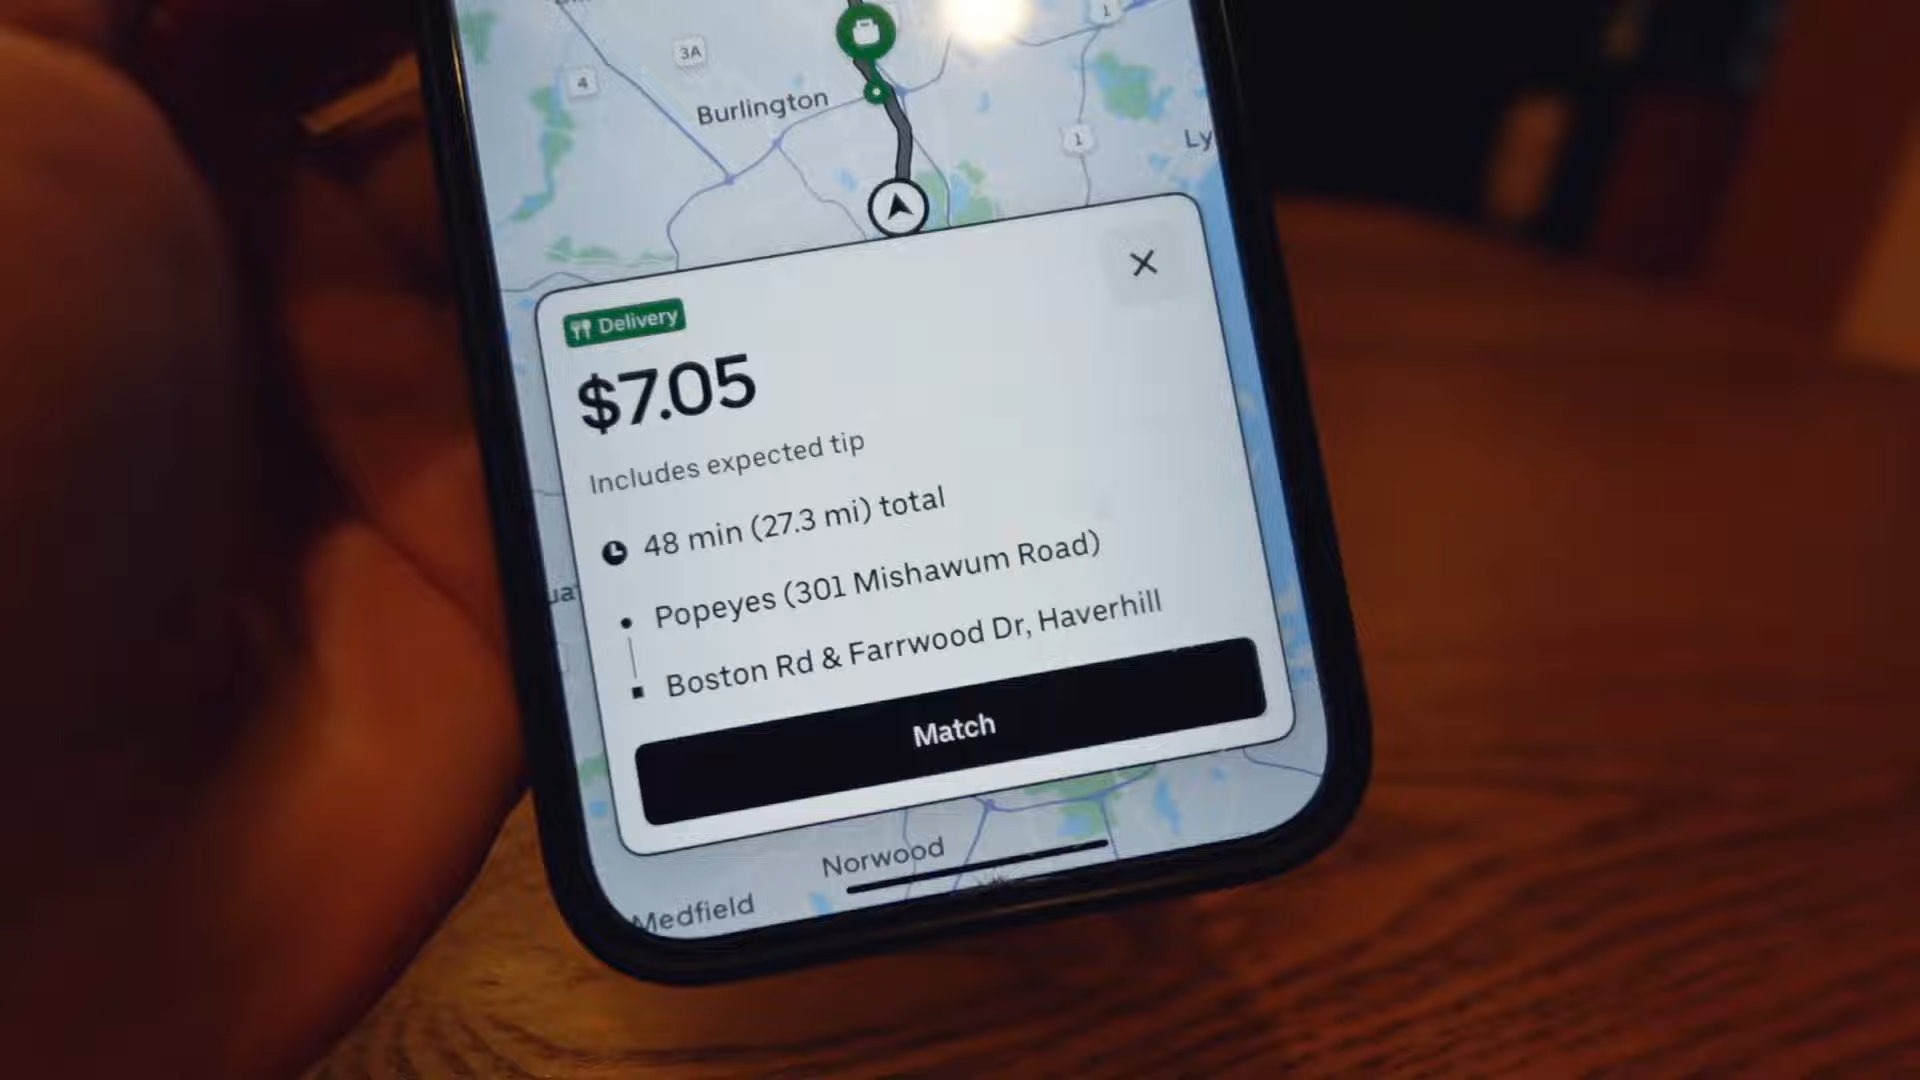 3A
1
4
Burlington
1
Ly
Delivery
$7.05
Includes expected tip
48 min (27.3 mi) total
Popeyes (301 Mishawum Road)
Boston Rd & Farrwood Dr, Haverhill
Match
Norwood
Medfield